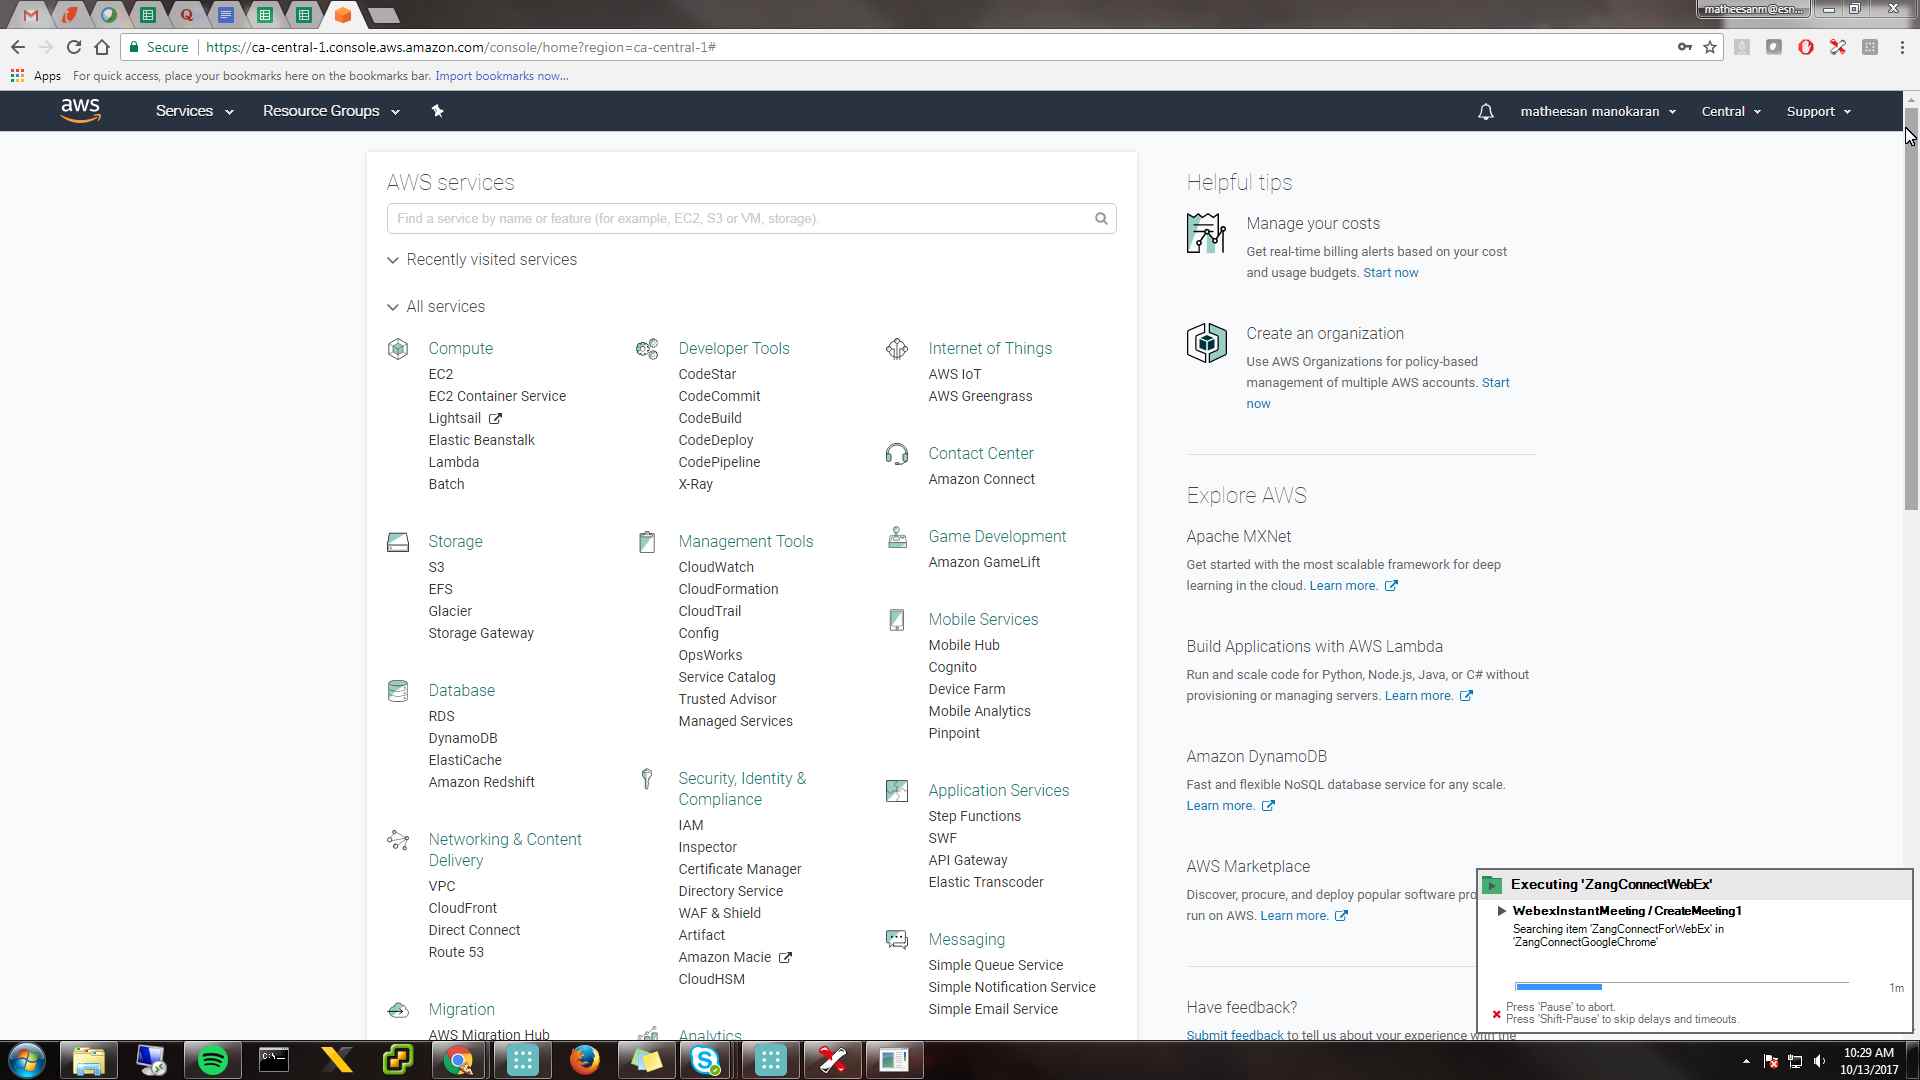 matheesanm@esn...
Secure
https://ca-central-1.console.aws.amazon.com/console/home?region=ca-central-1#
Apps
For quick access, place your bookmarks here on the bookmarks bar. Import bookmarks now...
aws
Services
Resource Groups
matheesan manokaran
Central
Support
AWS services
Find a service by name or feature (for example, EC2, S3 or VM, storage).
Recently visited services
All services
Compute
EC2
EC2 Container Service
Lightsail
Elastic Beanstalk
Lambda
Batch
Storage
S3
EFS
Glacier
Storage Gateway
Database
RDS
DynamoDB
ElastiCache
Amazon Redshift
Networking & Content
Delivery
VPC
CloudFront
Direct Connect
Route 53
Migration
AWS Migration Hub
Developer Tools
CodeStar
CodeCommit
CodeBuild
CodeDeploy
CodePipeline
X-Ray
Management Tools
CloudWatch
CloudFormation
CloudTrail
Config
OpsWorks
Service Catalog
Trusted Advisor
Managed Services
Security, Identity &
Compliance
IAM
Inspector
Certificate Manager
Directory Service
WAF & Shield
Artifact
Amazon Macie
CloudHSM
Analytics
Internet of Things
AWS IoT
AWS Greengrass
Contact Center
Amazon Connect
Game Development
Amazon GameLift
Mobile Services
Mobile Hub
Cognito
Device Farm
Mobile Analytics
Pinpoint
Application Services
Step Functions
SWF
API Gateway
Elastic Transcoder
Messaging
Simple Queue Service
Simple Notification Service
Simple Email Service
Helpful tips
Manage your costs
Get real-time billing alerts based on your cost
and usage budgets. Start now
Create an organization
Use AWS Organizations for policy-based
management of multiple AWS accounts. Start
now
Explore AWS
Apache MXNet
Get started with the most scalable framework for deep
learning in the cloud. Learn more.
Build Applications with AWS Lambda
Run and scale code for Python, Node.js, Java, or C# without
provisioning or managing servers. Learn more.
Amazon DynamoDB
Fast and flexible NoSQL database service for any scale.
Learn more.
AWS Marketplace
Discover, procure, and deploy popular software pro
run on AWS. Learn more.
Have feedback?
Submit feedback to tell us about your experience with the
Executing 'ZangConnectWebEx'
WebexInstantMeeting / CreateMeeting1
Searching item 'ZangConnectForWebEx' in
'ZangConnectGoogleChrome'
1m
Press 'Pause' to abort.
Press 'Shift-Pause' to skip delays and timeouts.
10:29 AM
10/13/2017